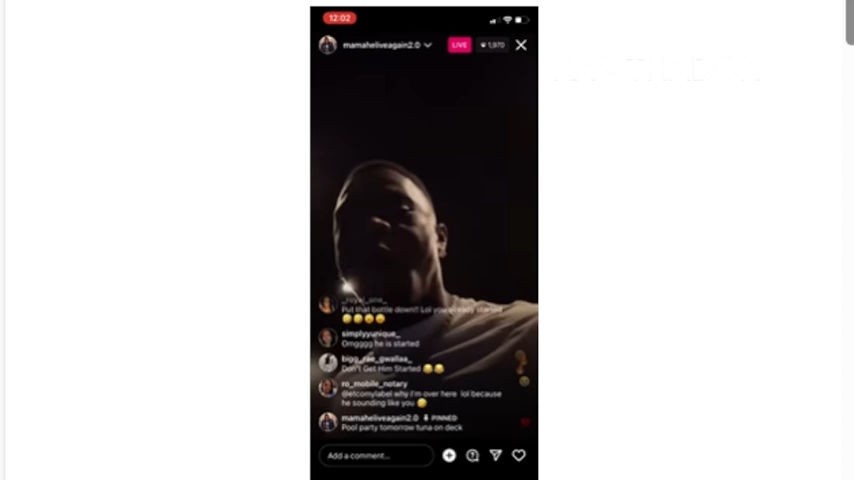 12:02
mamaheliveagain2.0
LIVE
1,970
_royal_one_
Put that bottle down!! Lol you already started
simplyyunique_
Omgggg he is started
bigg_rae_gwallaa_
Don't Get Him Started
ro_mobile_notary
@etcomylabel why I'm over here lol because
he sounding like you
mamaheliveagain2.0 PINNED
Pool party tomorrow tuna on deck
Add a comment...